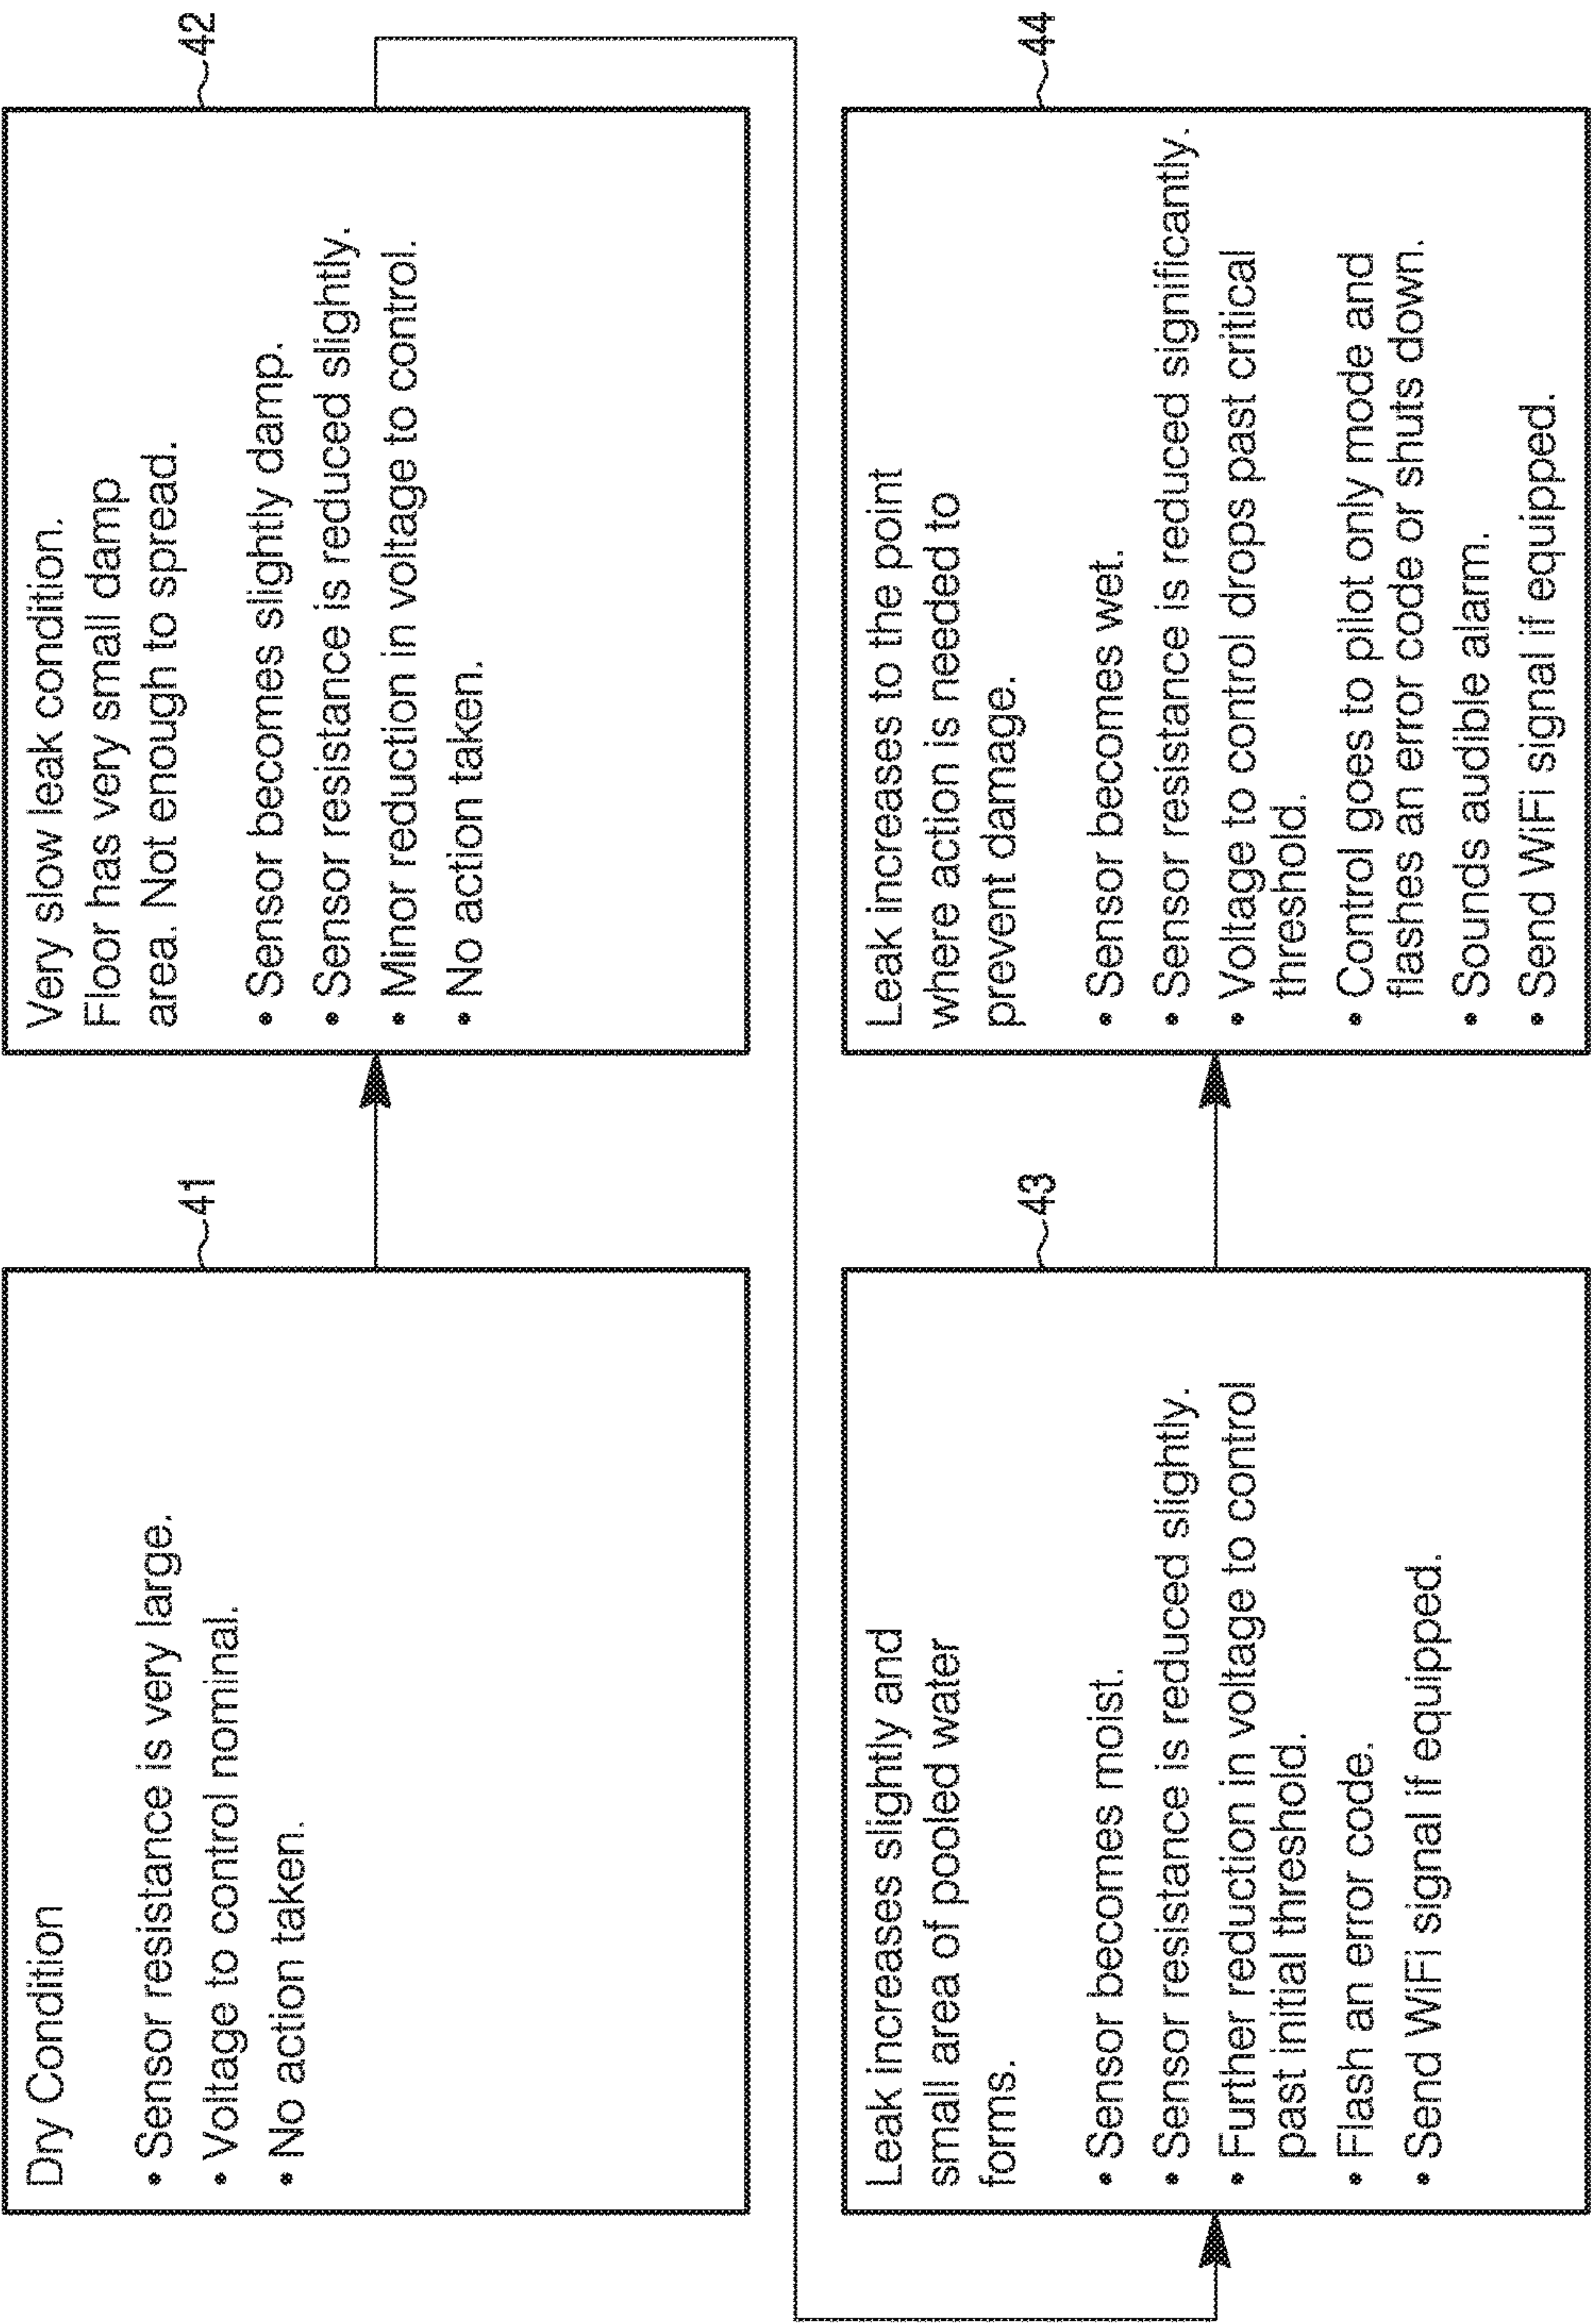 41
Dry Condition
• Sensor resistance is very large.
• Voltage to control nominal.
• No action taken.
42
Very slow leak condition.
Floor has very small damp
area. Not enough to spread.
• Sensor becomes slightly damp.
• Sensor resistance is reduced slightly.
• Minor reduction in voltage to control.
• No action taken.
43
Leak increases slightly and
small area of pooled water
forms.
• Sensor becomes moist.
• Sensor resistance is reduced slightly.
• Further reduction in voltage to control
past initial threshold.
• Flash an error code.
• Send WiFi signal if equipped.
44
Leak increases to the point
where action is needed to
prevent damage.
• Sensor becomes wet.
• Sensor resistance is reduced significantly.
• Voltage to control drops past critical
threshold.
• Control goes to pilot only mode and
flashes an error code or shuts down.
• Sounds audible alarm.
• Send WiFi signal if equipped.